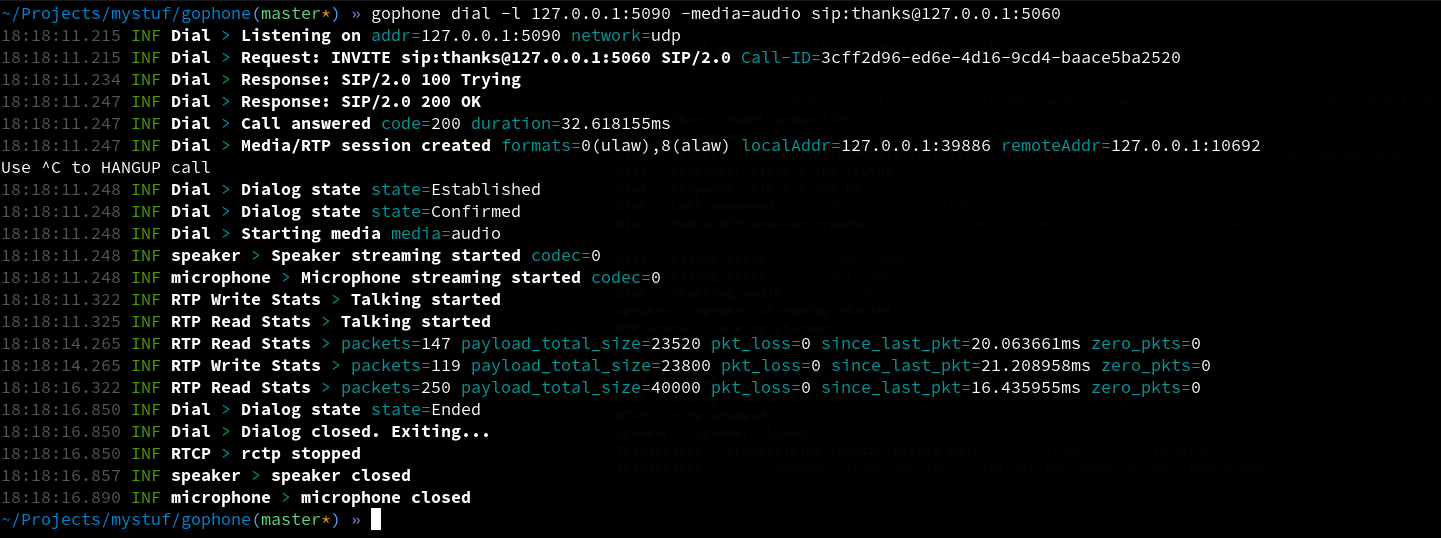 ~/Projects/mystuf/gophone(master*) » gophone dial -l 127.0.0.1:5090 -media=audio sip:thanks@127.0.0.1:5060
18:18:11.215 INF Dial > Listening on addr=127.0.0.1:5090 network=udp
18:18:11.215 INF Dial > Request: INVITE sip:thanks@127.0.0.1:5060 SIP/2.0 Call-ID=3cff2d96-ed6e-4d16-9cd4-baace5ba2520
18:18:11.234 INF Dial > Response: SIP/2.0 100 Trying
18:18:11.247 INF Dial > Response: SIP/2.0 200 OK
18:18:11.247 INF Dial > Call answered code=200 duration=32.618155ms
18:18:11.247 INF Dial > Media/RTP session created formats=0(ulaw),8(alaw) localAddr=127.0.0.1:39886 remoteAddr=127.0.0.1:10692
Use ^C to HANGUP call
18:18:11.248 INF Dial > Dialog state state=Established
18:18:11.248 INF Dial > Dialog state state=Confirmed
18:18:11.248 INF Dial > Starting media media=audio
18:18:11.248 INF speaker > Speaker streaming started codec=0
18:18:11.248 INF microphone > Microphone streaming started codec=0
18:18:11.322 INF RTP Write Stats > Talking started
18:18:11.325 INF RTP Read Stats > Talking started
18:18:14.265 INF RTP Read Stats > packets=147 payload_total_size=23520 pkt_loss=0 since_last_pkt=20.063661ms zero_pkts=0
18:18:14.265 INF RTP Write Stats > packets=119 payload_total_size=23800 pkt_loss=0 since_last_pkt=21.208958ms zero_pkts=0
18:18:16.322 INF RTP Read Stats > packets=250 payload_total_size=40000 pkt_loss=0 since_last_pkt=16.435955ms zero_pkts=0
18:18:16.850 INF Dial > Dialog state state=Ended
18:18:16.850 INF Dial > Dialog closed. Exiting...
18:18:16.850 INF RTCP > rctp stopped
18:18:16.857 INF speaker > speaker closed
18:18:16.890 INF microphone > microphone closed
~/Projects/mystuf/gophone(master*) »